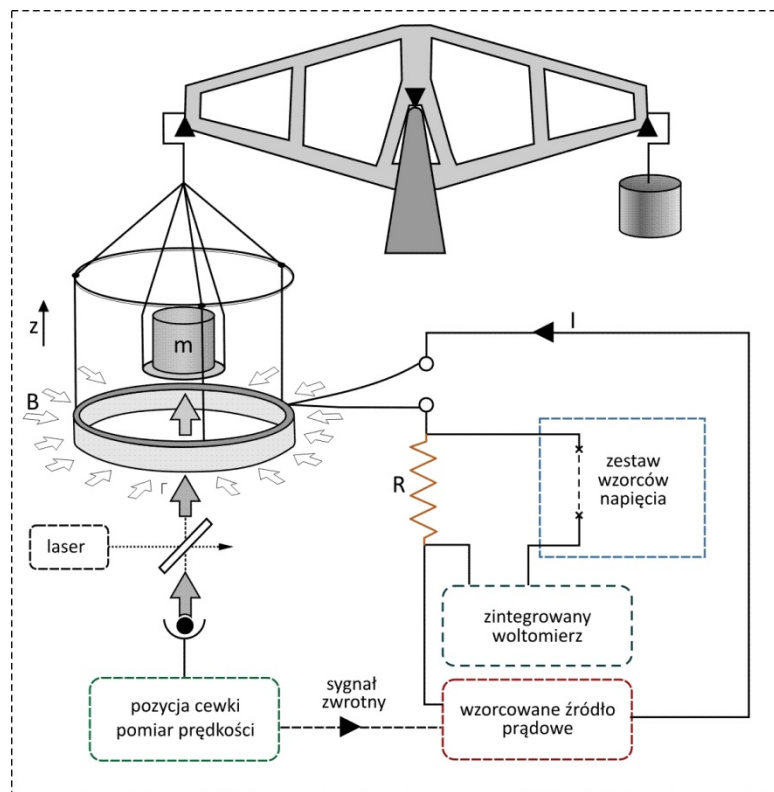 z
m
I
B
r
R
zestaw
wzorców
napięcia
laser
zintegrowany
woltomierz
pozycja cewki
pomiar prędkości
sygnał
zwrotny
wzorcowane źródło
prądowe